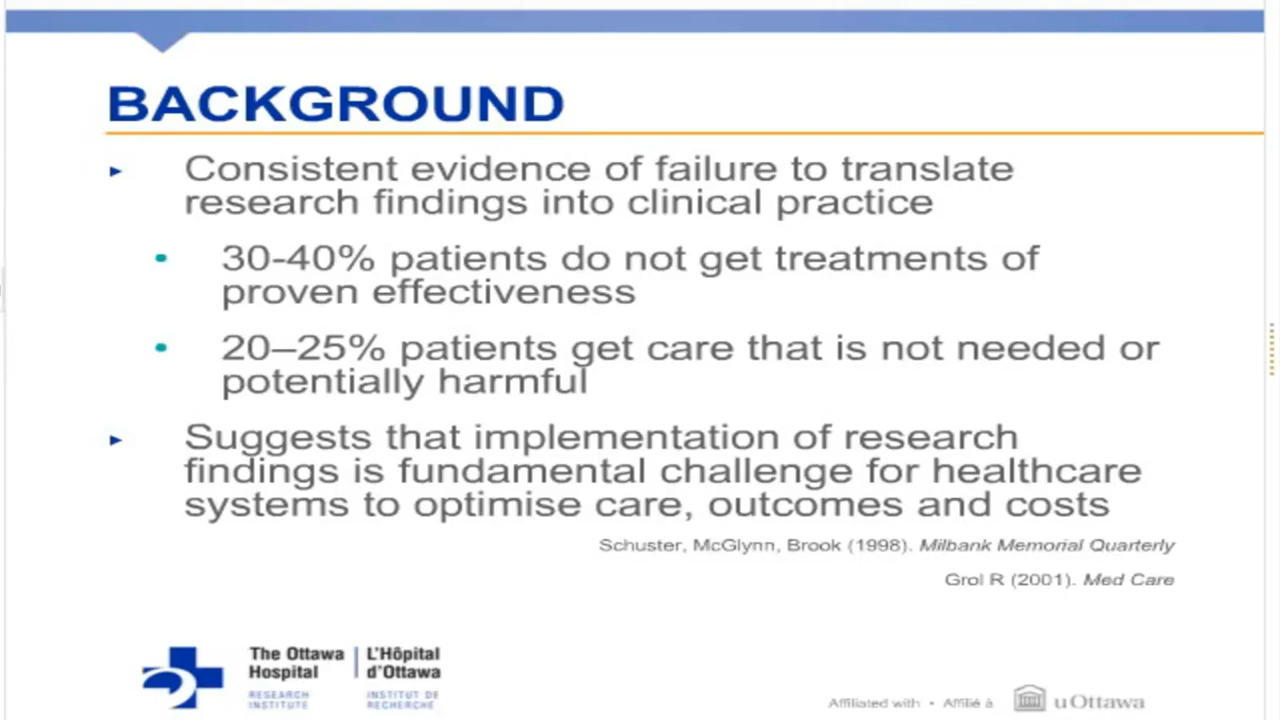 BACKGROUND
Consistent evidence of failure to translate
research findings into clinical practice
30-40% patients do not get treatments of
proven effectiveness
20–25% patients get care that is not needed or
potentially harmful
Suggests that implementation of research
findings is fundamental challenge for healthcare
systems to optimise care, outcomes and costs
Schuster, McGlynn, Brook (1998). Milbank Memorial Quarterly
Grol R (2001). Med Care
The Ottawa
Hospital
RESEARCH
INSTITUTE
L'Hôpital
d'Ottawa
INSTITUT DE
RECHERCHE
Affiliated with • Affilié à
uOttawa